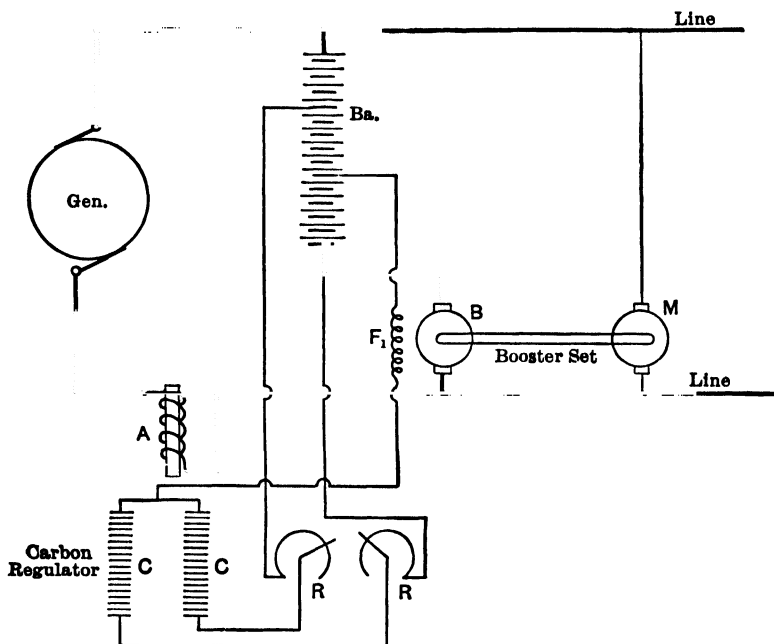 Line
Ba.
Gen.
B
M
F1
Booster Set
Line
A
Carbon
Regulator
C
C
R
R